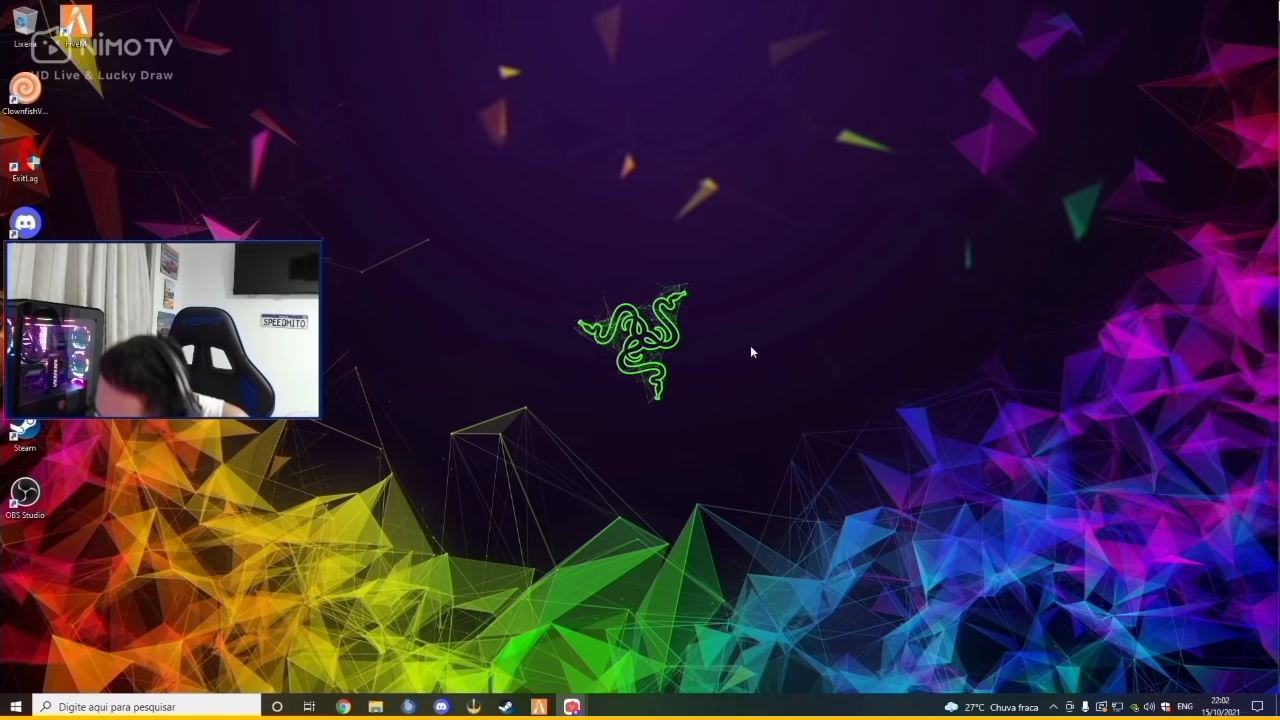 Lixeira
FiveM
NIMO TV
HD Live & Lucky Draw
ClownfishV...
ExitLag
SPEEDMITO
Steam
OBS Studio
Digite aqui para pesquisar
27°C Chuva fraca
ENG
22:02
15/10/2021